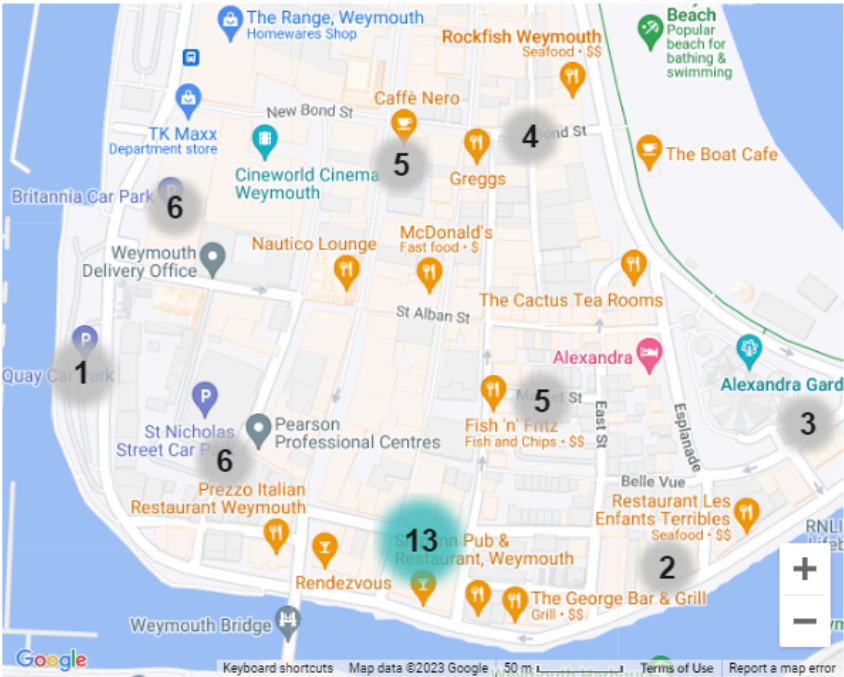 The Range, Weymouth
Homewares Shop
Beach
Popular
beach for
bathing &
swimming
Rockfish Weymouth
Seafood • $$
Caffè Nero
New Bond St
TK Maxx
Department store
4
ond St
5
Cineworld Cinema
Weymouth
Greggs
The Boat Cafe
Britannia Car Park
P
6
McDonald's
Fast food • $
Nautico Lounge
Weymouth
Delivery Office
The Cactus Tea Rooms
St Alban St
P
Quay Car Park
1
Alexandra
Alexandra Gard
P
St Nicholas
Street Car P
6
Pearson
Professional Centres
5
Fish 'n' Fritz
Fish and Chips • $$
East St
Esplanade
3
Belle Vue
Prezzo Italian
Restaurant Weymouth
Restaurant Les
Enfants Terribles
Seafood • $$
RNLI
13
Pub &
Restaurant, Weymouth
2
Rendezvous
The George Bar & Grill
Grill • $$
Weymouth Bridge
+
−
Google
Keyboard shortcuts
Map data ©2023 Google
50 m
Terms of Use
Report a map error